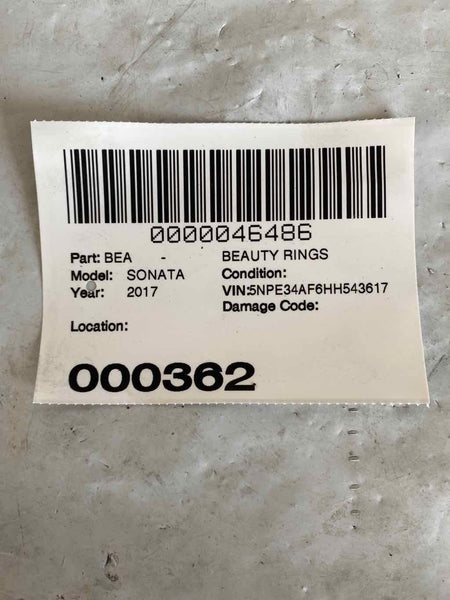 0000046486
Part: BEA - BEAUTY RINGS
Model: SONATA Condition:
Year: 2017 VIN:5NPE34AF6HH543617
Damage Code:
Location:
000362